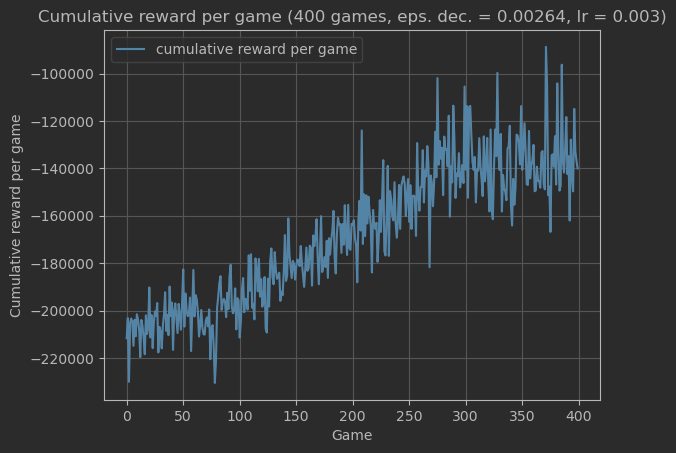 Cumulative reward per game (400 games, eps. dec. = 0.00264, lr = 0.003)
cumulative reward per game
Cumulative reward per game
−100000
−120000
−140000
−160000
−180000
−200000
−220000
0 50 100 150 200 250 300 350 400
Game